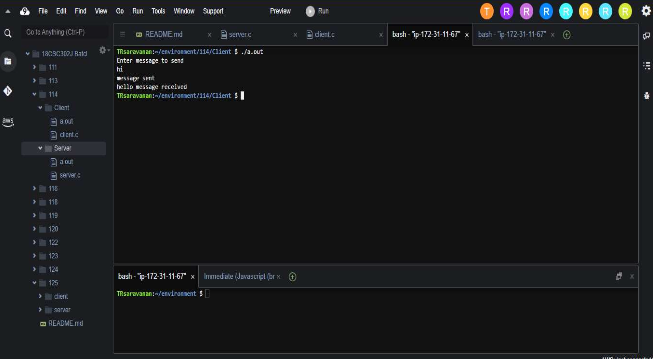 File Edit Find View Go Run Tools Window Support Preview Run
T R R R R R R R
Go to Anything (Ctrl-P)
README.md × server.c × client.c × bash - "ip-172-31-11-67" × bash - "ip-172-31-11-67" ×
111
113
114
Client
a.out
client.c
Server
a.out
server.c
116
118
119
120
122
123
124
125
client
server
README.md
aws
TRsaravanan:~/environment/114/Client $ ./a.out
Enter message to send
hi
message sent
hello message received
TRsaravanan:~/environment/114/Client $
bash - "ip-172-31-11-67" × Immediate (Javascript (br ×
TRsaravanan:~/environment $